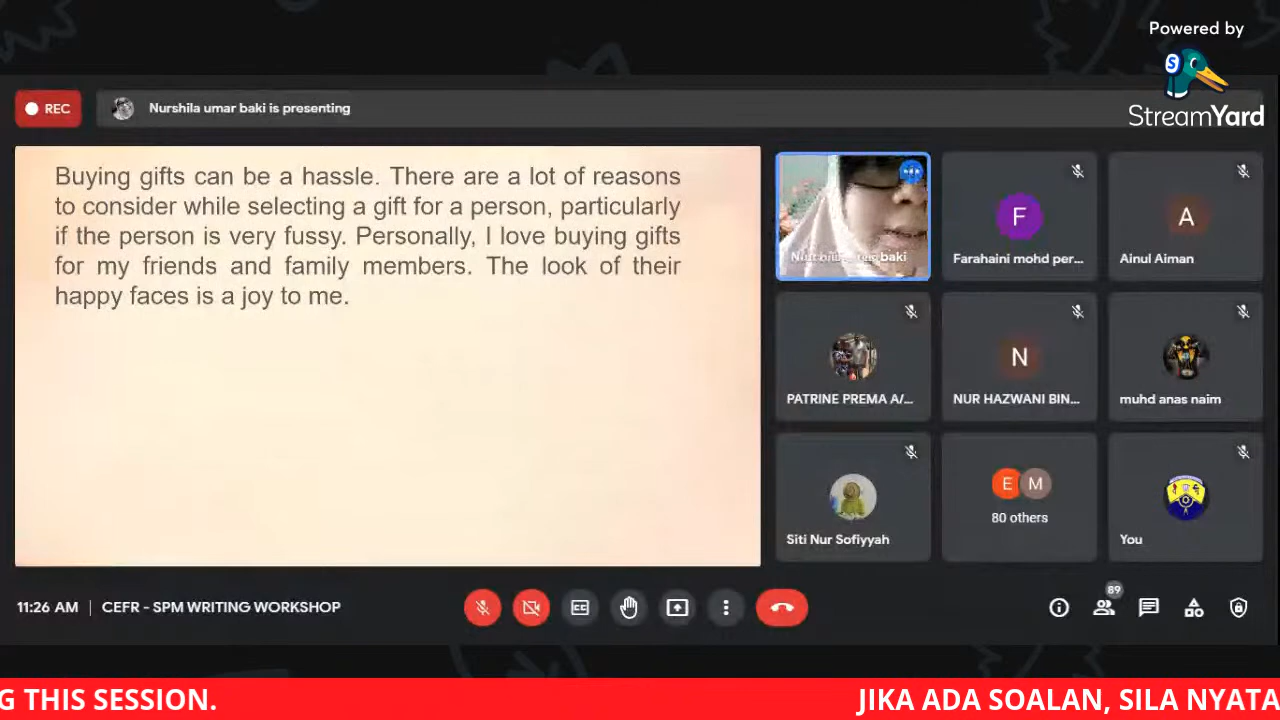 Powered by
StreamYard
REC
Nurshila umar baki is presenting
Buying gifts can be a hassle. There are a lot of reasons
to consider while selecting a gift for a person, particularly
if the person is very fussy. Personally, I love buying gifts
for my friends and family members. The look of their
happy faces is a joy to me.
baki
F
Farahaini mohd per...
A
Ainul Aiman
PATRINE PREMA A/...
N
NUR HAZWANI BIN...
muhd anas naim
Siti Nur Sofiyyah
E M
80 others
You
11:26 AM | CEFR - SPM WRITING WORKSHOP
CC
89
G THIS SESSION.
JIKA ADA SOALAN, SILA NYATA